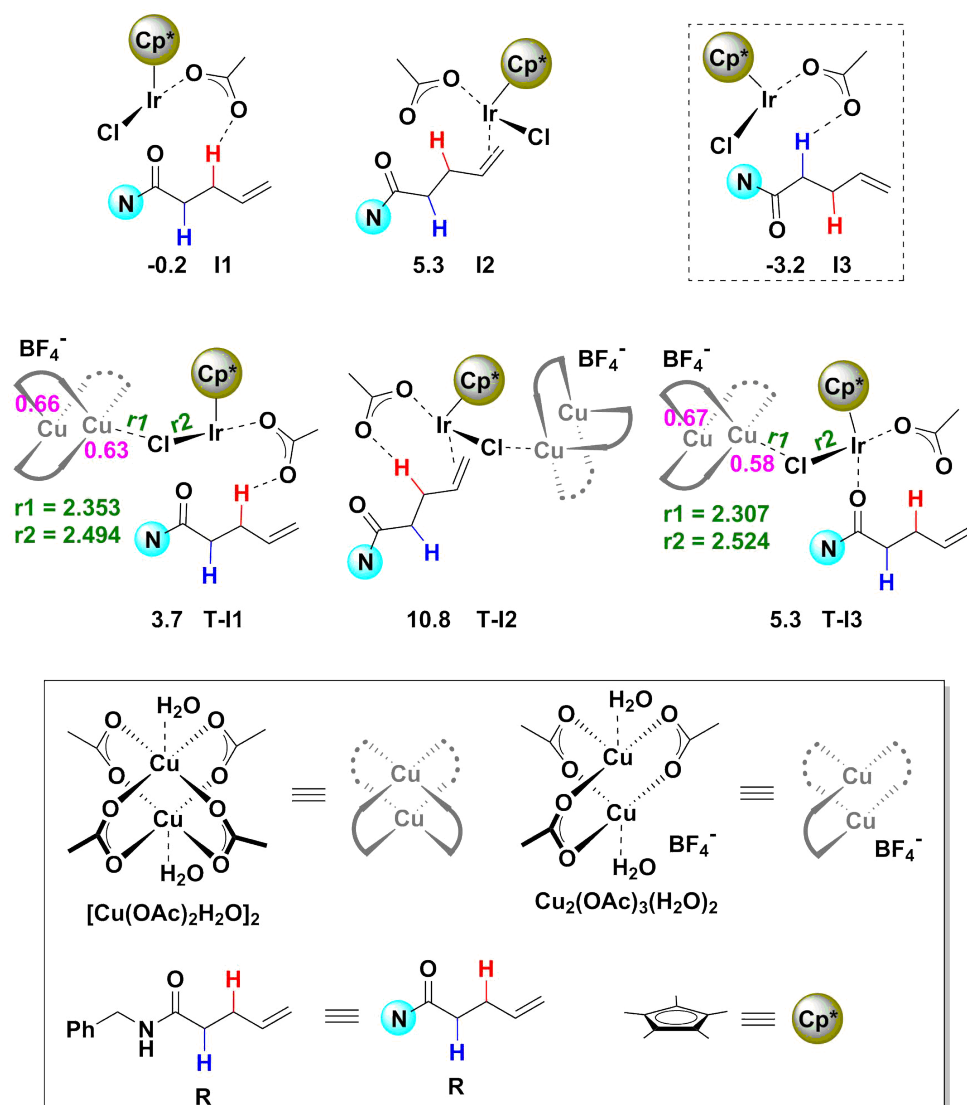 Cp*
O
Ir
O
Cl
H
O
N
H
-0.2 I1
O
Cp*
O
Ir
Cl
H
O
N
H
5.3 I2
Cp*
O
Ir
O
Cl
H
N
O
H
-3.2 I3
BF4-
Cp*
0.66
Cu
Cu
r1
r2
Ir
O
0.63
Cl
O
H
O
r1 = 2.353
r2 = 2.494
N
H
3.7 T-I1
O
Cp*
BF4-
Ir
O
Cl
Cu
Cu
H
O
N
H
10.8 T-I2
BF4-
Cp*
0.67
Cu
Cu
r1
r2
Ir
O
0.58
Cl
O
O
H
r1 = 2.307
r2 = 2.524
N
H
5.3 T-I3
H2O
O
O
Cu
O
O
O
O
Cu
O
O
H2O
[Cu(OAc)2H2O]2
Cu
Cu
H2O
O
O
Cu
O
O
Cu
O
O
BF4-
H2O
Cu2(OAc)3(H2O)2
Cu
Cu
BF4-
O
H
Ph
N
H
H
R
O
H
N
H
R
Cp*